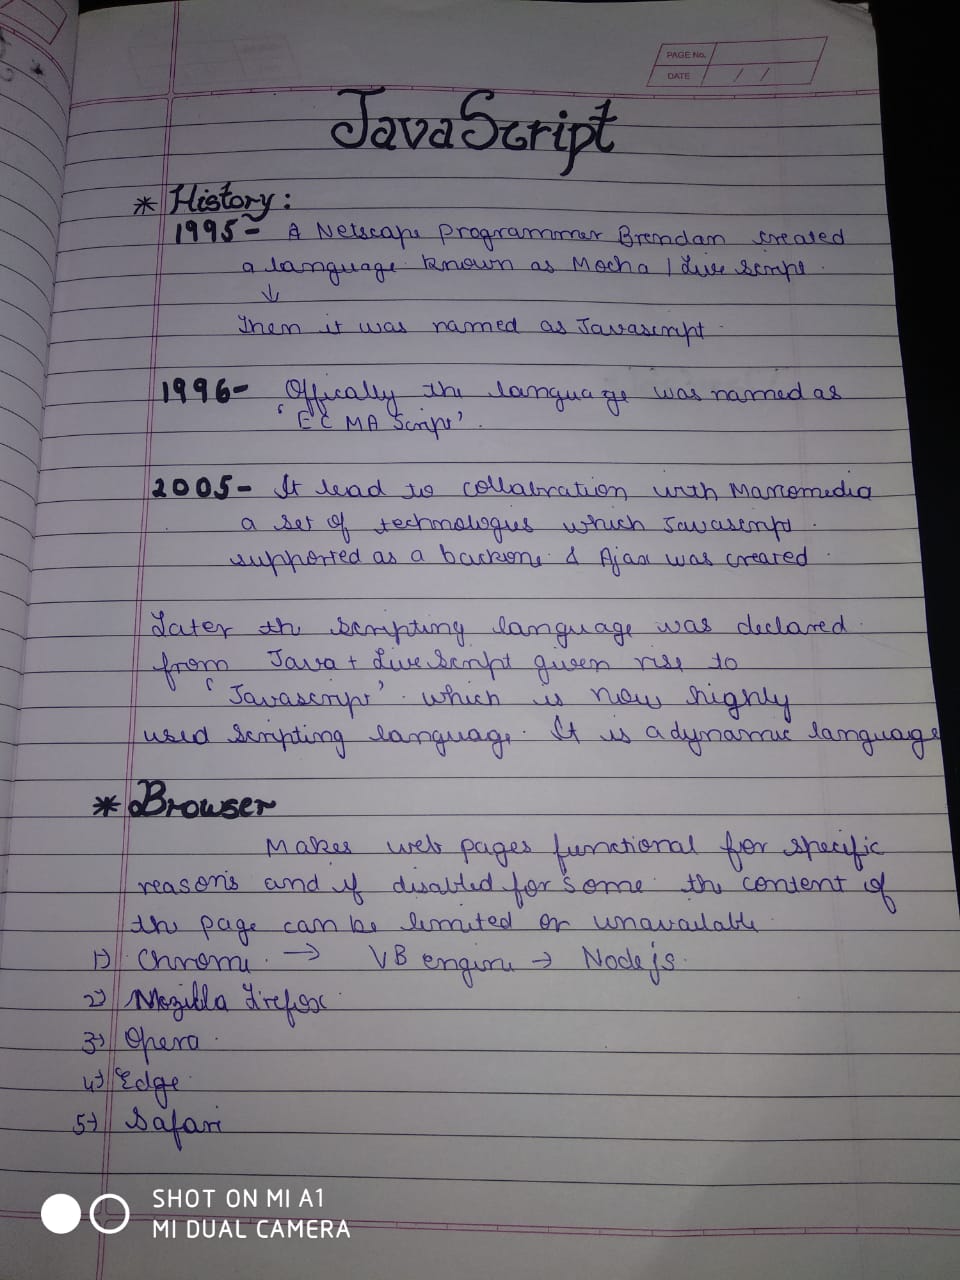 PAGE No.
DATE / /
JavaScript
* History:
1995- A Netscape programmer Brendan created
a language known as Mocha / Live Script.
↓
Then it was named as Javascript.
1996- Offically the language was named as
'ECMA Script'.
2005- It lead to collabration with Macromedia
a set of technologies which Javascript.
supported as a backone & Ajax was created.
Later the scripting language was declared.
from Java + LiveScript given rise to
'Javascript' which is now highly
used scripting language. It is a dynamic language
* Browser
Makes web pages functional for specific
reasons and if disabled for some the content of
the page can be limited or unavailable
1) Chrome. → VB engine → Nodejs.
2) Mozilla Firefox.
3) Opera.
4) Edge.
5) Safari
SHOT ON MI A1
MI DUAL CAMERA